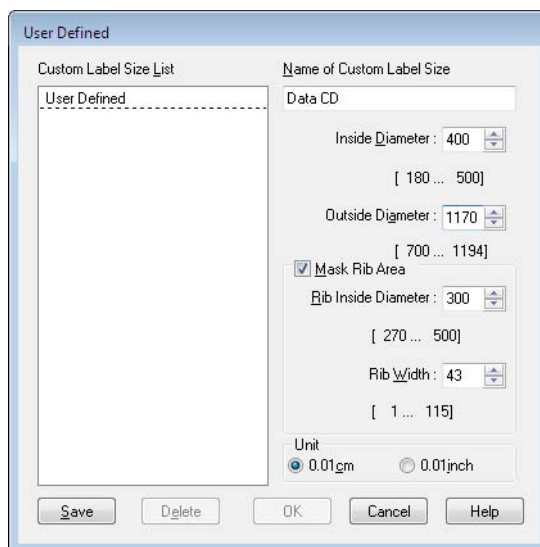 User Defined
Custom Label Size List
User Defined
Name of Custom Label Size
Data CD
Inside Diameter : 400
[ 180 ... 500]
Outside Diameter : 1170
[ 700 ... 1194]
Mask Rib Area
Rib Inside Diameter : 300
[ 270 ... 500]
Rib Width : 43
[ 1 ... 115]
Unit
0.01cm 0.01inch
Save Delete OK Cancel Help